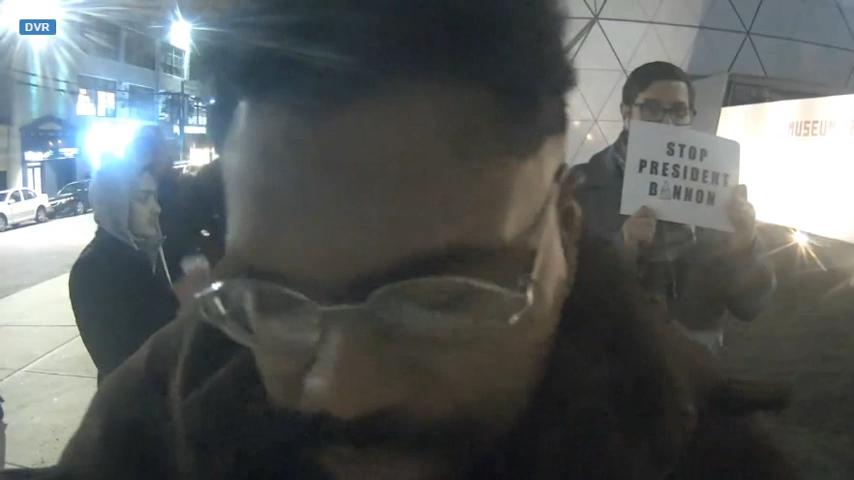 DVR
STOP
PRESIDENT
BANNON
MUSEUM